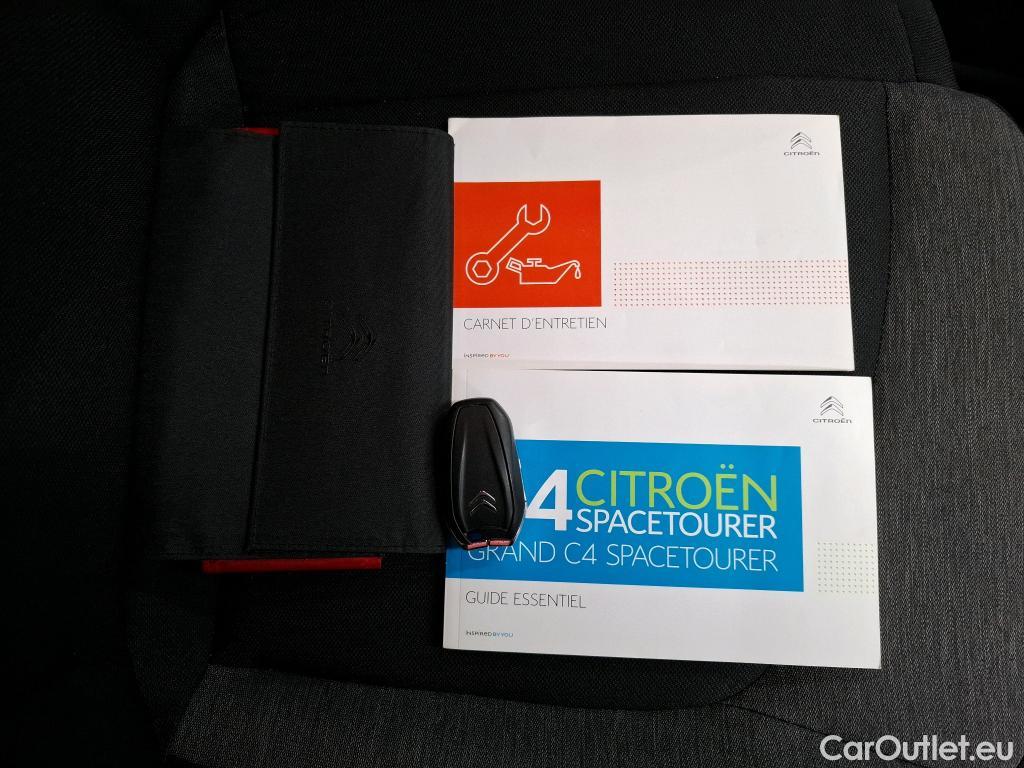 CITROËN
CARNET D'ENTRETIEN
INSPIRED BY YOU
CITROËN
C4 CITROËN
SPACETOURER
GRAND C4 SPACETOURER
GUIDE ESSENTIEL
INSPIRED BY YOU
CarOutlet.eu